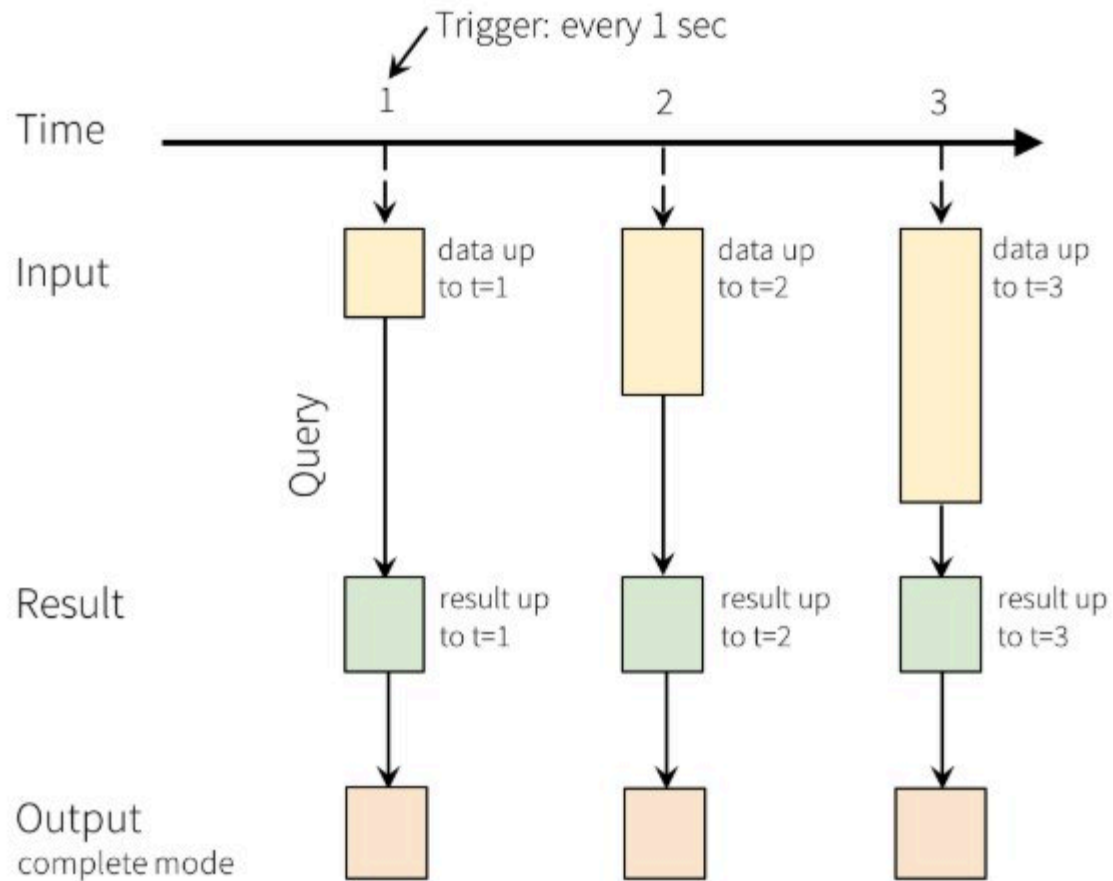 Trigger: every 1 sec
1 2 3
Time
Input
data up
to t=1
data up
to t=2
data up
to t=3
Query
Result
result up
to t=1
result up
to t=2
result up
to t=3
Output
complete mode